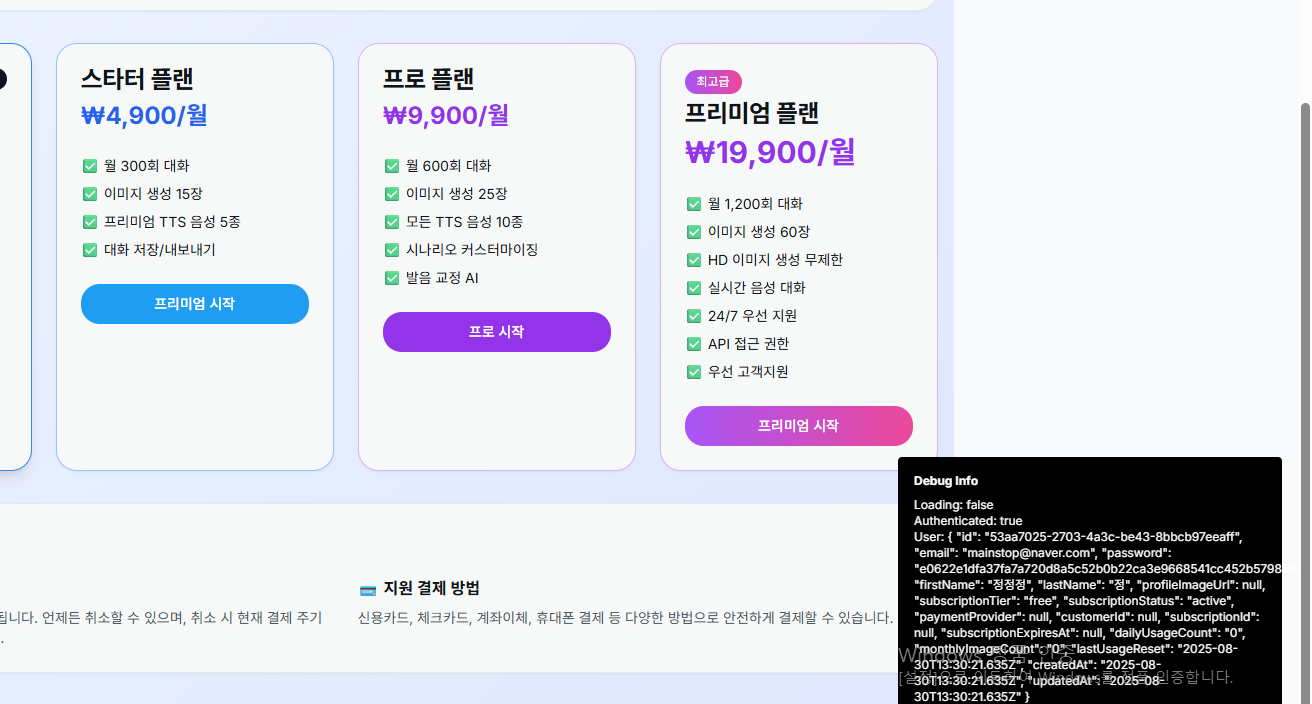 스타터 플랜
₩4,900/월
월 300회 대화
이미지 생성 15장
프리미엄 TTS 음성 5종
대화 저장/내보내기
프리미엄 시작
프로 플랜
₩9,900/월
월 600회 대화
이미지 생성 25장
모든 TTS 음성 10종
시나리오 커스터마이징
발음 교정 AI
프로 시작
최고급
프리미엄 플랜
₩19,900/월
월 1,200회 대화
이미지 생성 60장
HD 이미지 생성 무제한
실시간 음성 대화
24/7 우선 지원
API 접근 권한
우선 고객지원
프리미엄 시작
됩니다. 언제든 취소할 수 있으며, 취소 시 현재 결제 주기
.
지원 결제 방법
신용카드, 체크카드, 계좌이체, 휴대폰 결제 등 다양한 방법으로 안전하게 결제할 수 있습니다.
Debug Info
Loading: false
Authenticated: true
User: { "id": "53aa7025-2703-4a3c-be43-8bbcb97eeaff",
"email": "mainstop@naver.com", "password":
"e0622e1dfa37fa7a720d8a5c52b0b22ca3e9668541cc452b5798
"firstName": "정정정", "lastName": "정", "profileImageUrl": null,
"subscriptionTier": "free", "subscriptionStatus": "active",
"paymentProvider": null, "customerId": null, "subscriptionId":
null, "subscriptionExpiresAt": null, "dailyUsageCount": "0",
"monthlyImageCount": "0", "lastUsageReset": "2025-08-
30T13:30:21.635Z", "createdAt": "2025-08-
30T13:30:21.635Z", "updatedAt": "2025-08-
30T13:30:21.635Z" }
Windows 정품 인증
[설정]으로 이동하여 Windows를 정품 인증합니다.